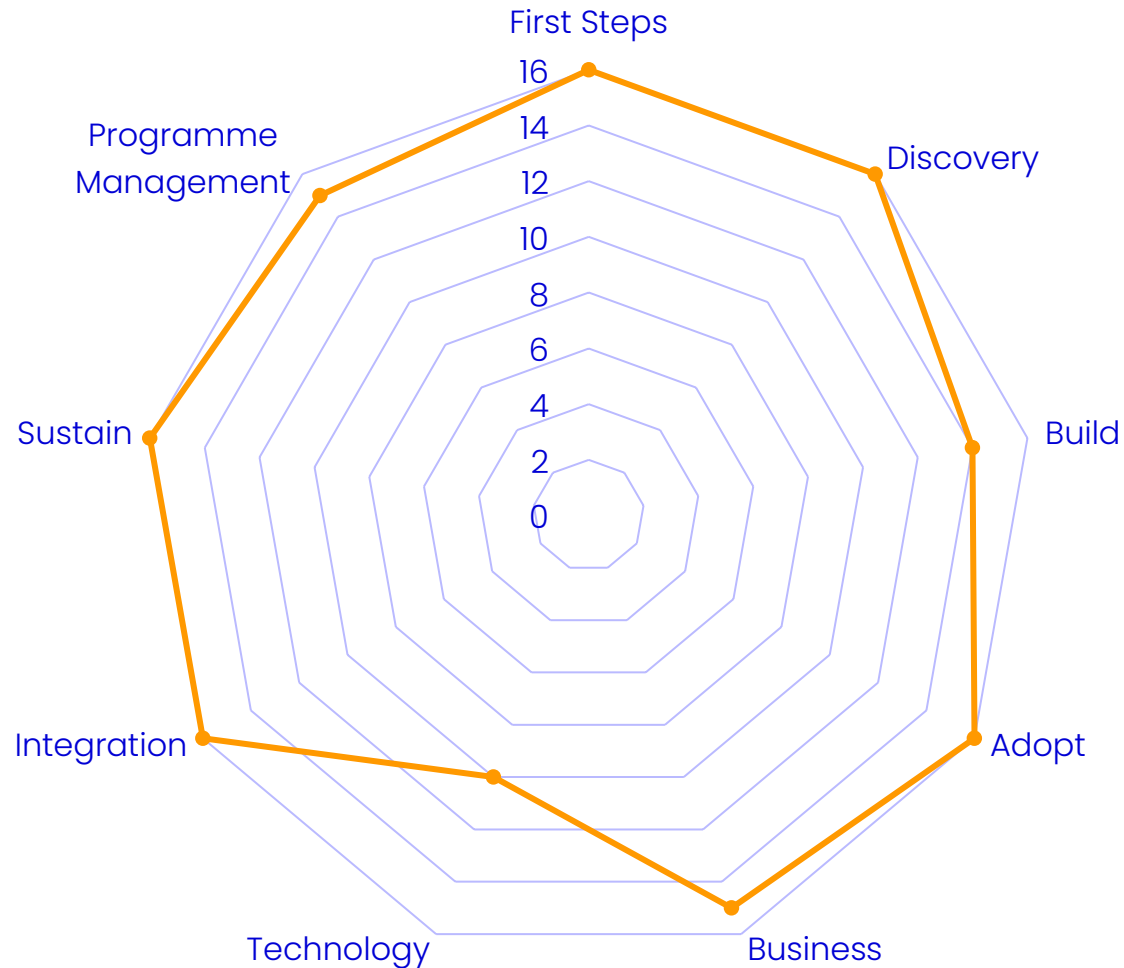 First Steps
16
14
12
10
8
6
4
2
0
Programme
Management
Discovery
Sustain
Build
Integration
Adopt
Technology
Business